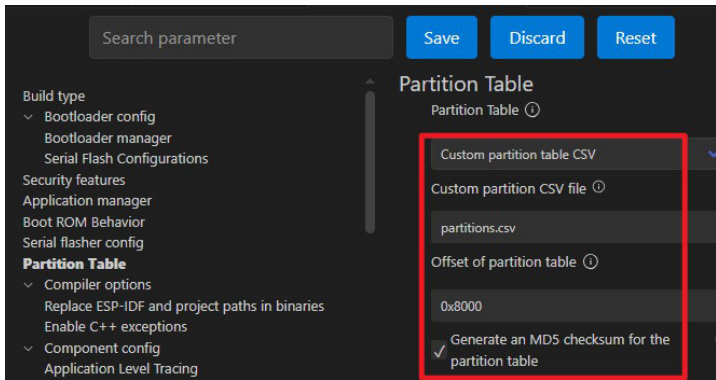 Search parameter
Save
Discard
Reset
Build type
Bootloader config
Bootloader manager
Serial Flash Configurations
Security features
Application manager
Boot ROM Behavior
Serial flasher config
Partition Table
Compiler options
Replace ESP-IDF and project paths in binaries
Enable C++ exceptions
Component config
Application Level Tracing
Partition Table
Partition Table
Custom partition table CSV
Custom partition CSV file
partitions.csv
Offset of partition table
0x8000
Generate an MD5 checksum for the
partition table